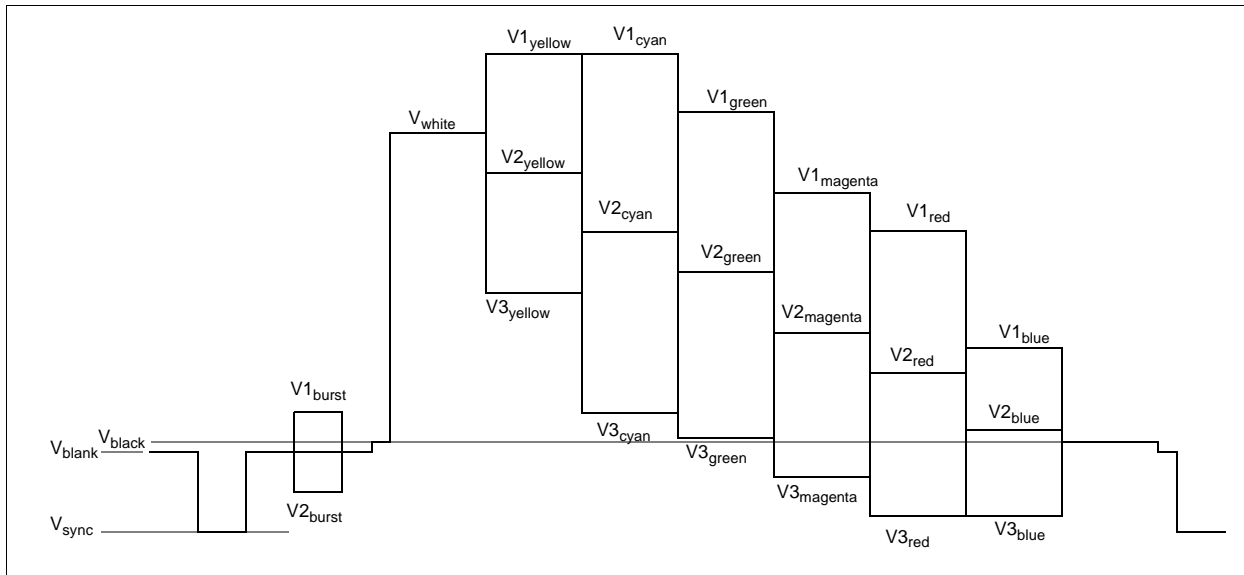 V1yellow
V1cyan
V1green
Vwhite
V2yellow
V1magenta
V2cyan
V1red
V2green
V3yellow
V2magenta
V1blue
V2red
V1burst
V2blue
V3cyan
Vblack
Vblank
V3green
V3magenta
V2burst
Vsync
V3red
V3blue